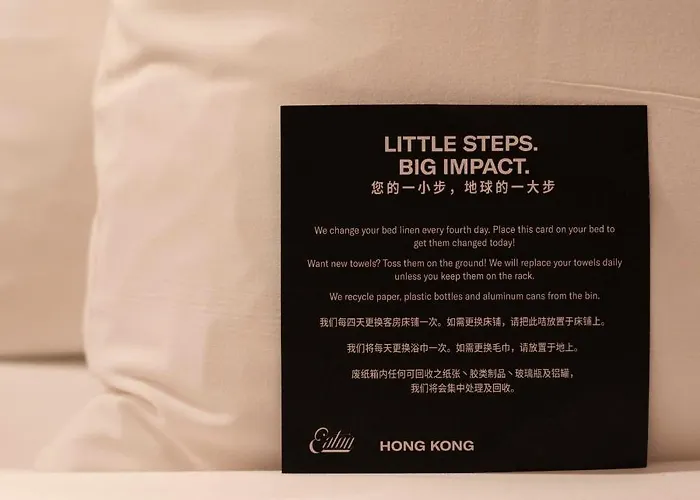 LITTLE STEPS.
BIG IMPACT.
您的一小步，地球的一大步
We change your bed linen every fourth day. Place this card on your bed to
get them changed today!
Want new towels? Toss them on the ground! We will replace your towels daily
unless you keep them on the rack.
We recycle paper, plastic bottles and aluminum cans from the bin.
我们每四天更换客房床铺一次。如需更换床铺，请把此咭放置于床铺上。
我们将每天更换浴巾一次。如需更换毛巾，请放置于地上。
废纸箱内任何可回收之纸张丶胶类制品丶玻璃瓶及铝罐，
我们将会集中处理及回收。
Eaton
HONG KONG